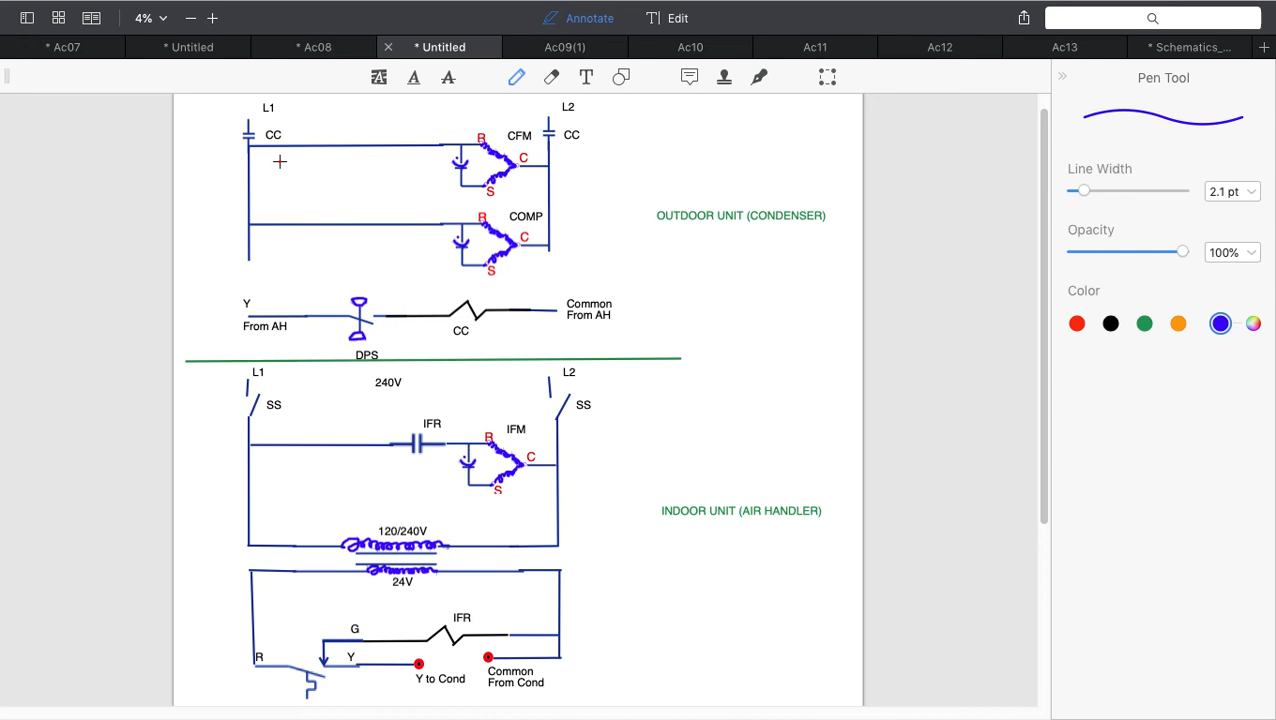 4%
Annotate
Edit
* Ac07
* Untitled
* Ac08
* Untitled
Ac09(1)
Ac10
Ac11
Ac12
Ac13
* Schematics_...
Pen Tool
Line Width
2.1 pt
Opacity
100%
Color
L1
L2
CC
R
CFM
CC
C
S
R
COMP
C
S
OUTDOOR UNIT (CONDENSER)
Y
From AH
CC
Common
From AH
DPS
L1
240V
L2
SS
SS
IFR
R
IFM
C
S
INDOOR UNIT (AIR HANDLER)
120/240V
24V
IFR
G
R
Y
Y to Cond
Common
From Cond